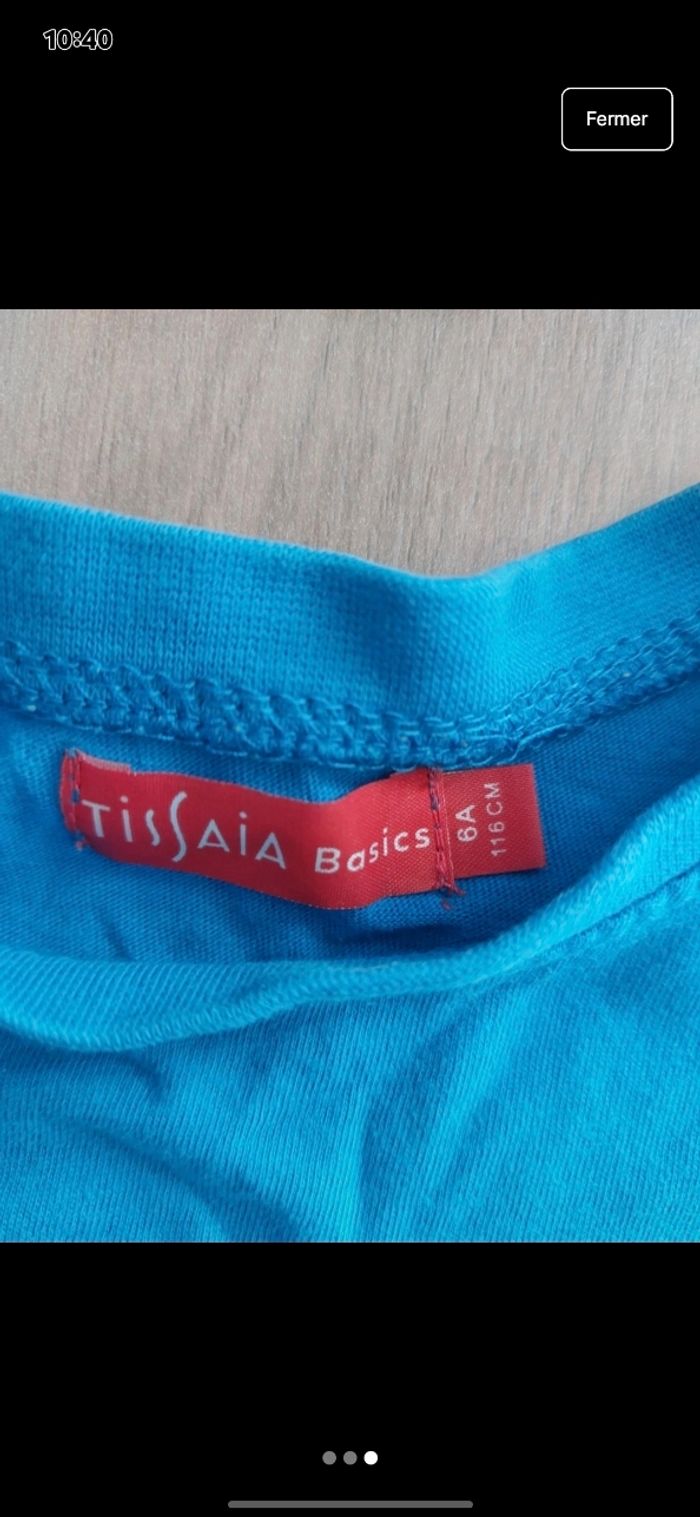 10:40
Fermer
TissAiA Basics
6A
116CM